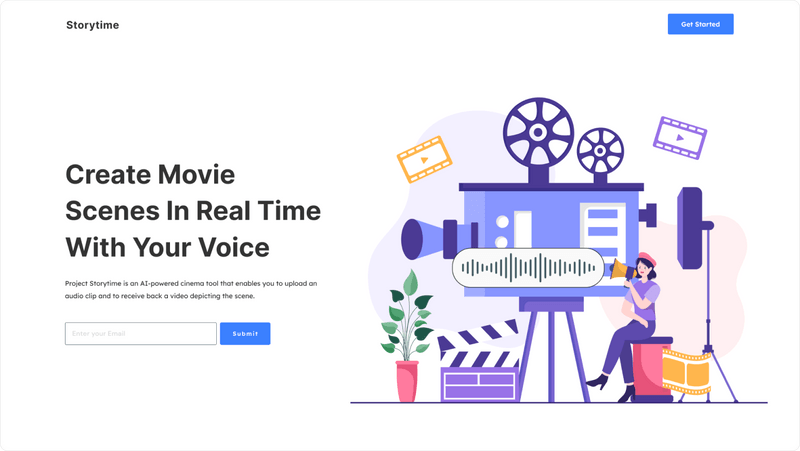 Storytime
Get Started
Create Movie
Scenes In Real Time
With Your Voice
Project Storytime is an AI-powered cinema tool that enables you to upload an
audio clip and to receive back a video depicting the scene.
Enter your Email
Submit